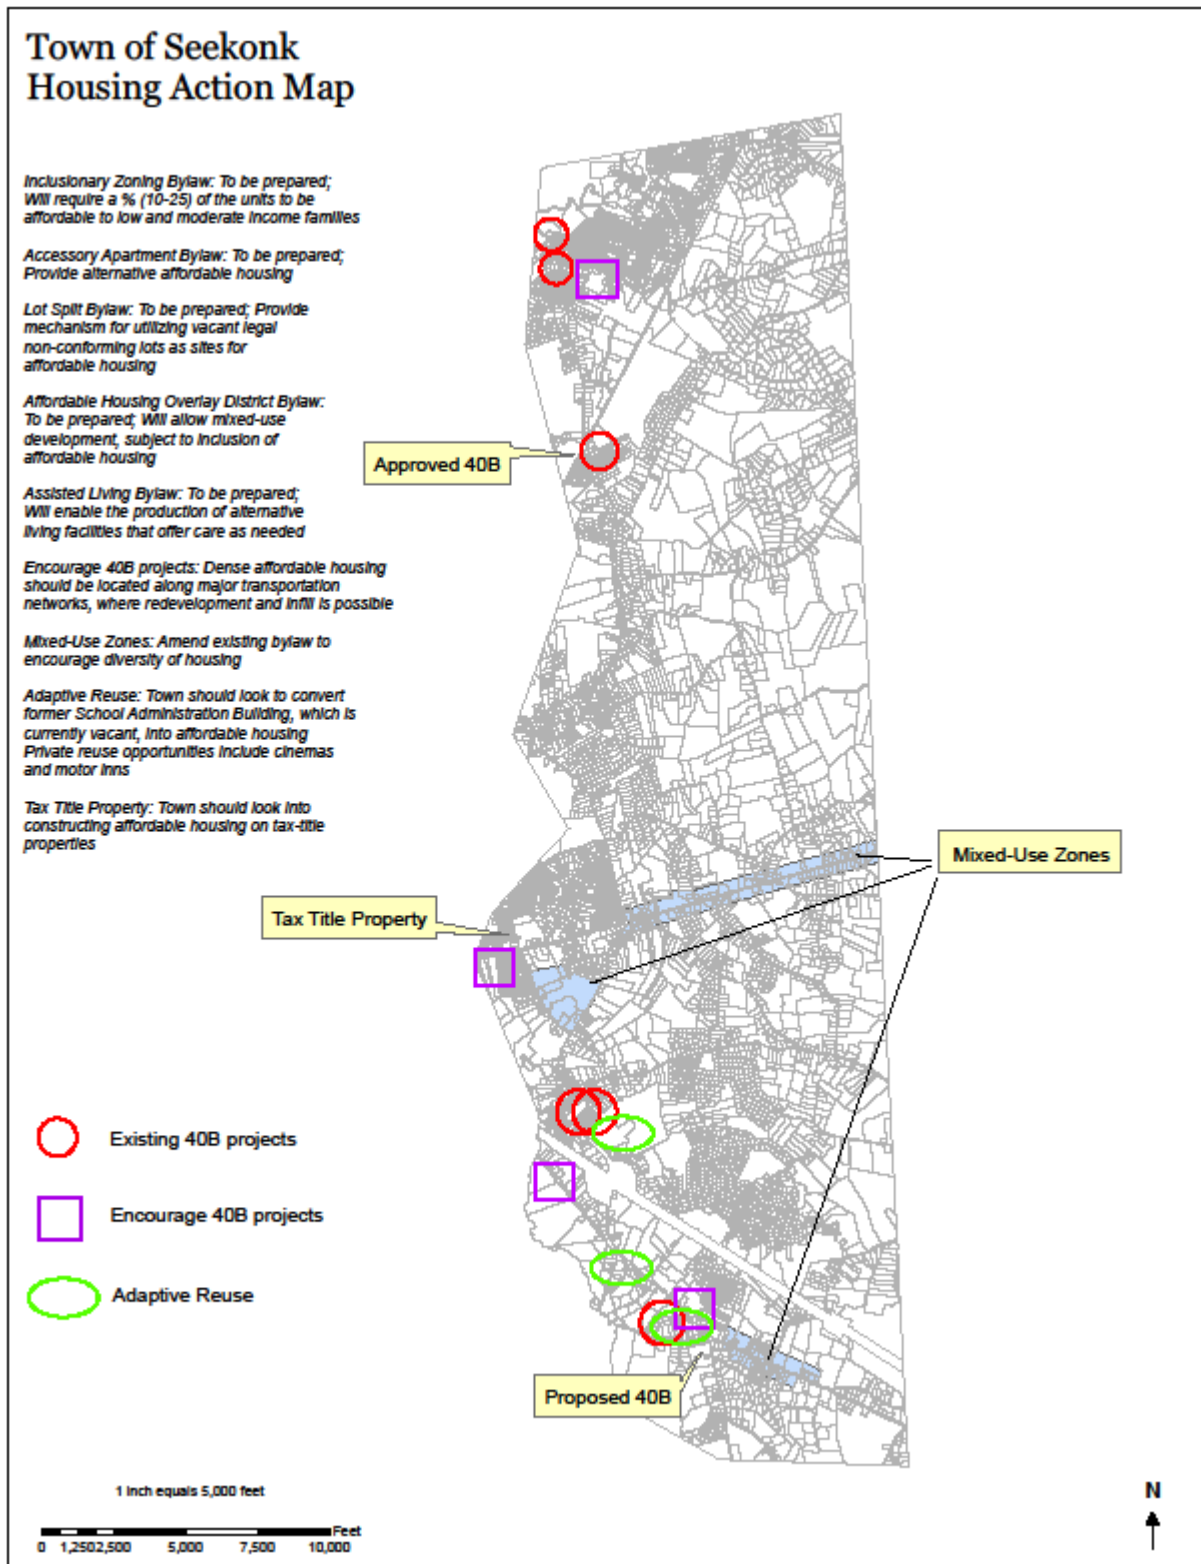 Town of Seekonk
Housing Action Map
Inclusionary Zoning Bylaw: To be prepared;
Will require a % (10-25) of the units to be
affordable to low and moderate income families
Accessory Apartment Bylaw: To be prepared;
Provide alternative affordable housing
Lot Split Bylaw: To be prepared; Provide
mechanism for utilizing vacant legal
non-conforming lots as sites for
affordable housing
Affordable Housing Overlay District Bylaw:
To be prepared; Will allow mixed-use
development, subject to inclusion of
affordable housing
Assisted Living Bylaw: To be prepared;
Will enable the production of alternative
living facilities that offer care as needed
Encourage 40B projects: Dense affordable housing
should be located along major transportation
networks, where redevelopment and infill is possible
Mixed-Use Zones: Amend existing bylaw to
encourage diversity of housing
Adaptive Reuse: Town should look to convert
former School Administration Building, which is
currently vacant, into affordable housing
Private reuse opportunities include cinemas
and motor inns
Tax Title Property: Town should look into
constructing affordable housing on tax-title
properties
Approved 40B
Mixed-Use Zones
Tax Title Property
Proposed 40B
Existing 40B projects
Encourage 40B projects
Adaptive Reuse
1 inch equals 5,000 feet
Feet
0 1,250 2,500 5,000 7,500 10,000
N